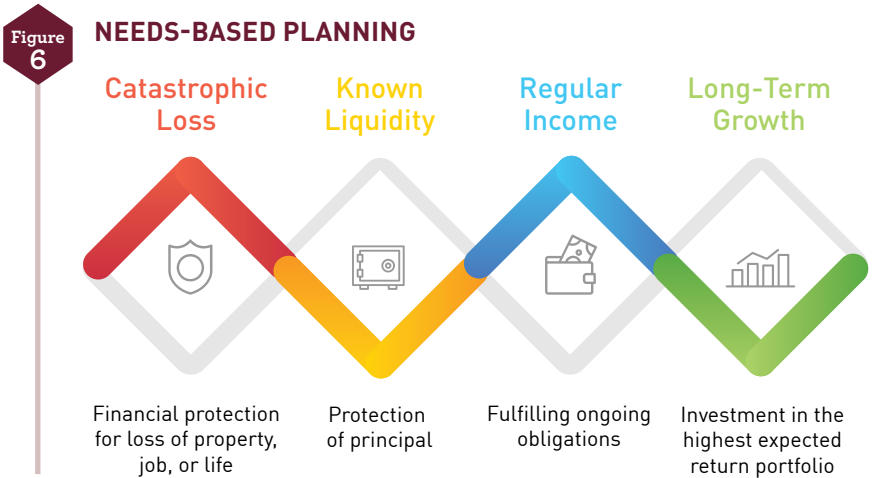 Figure
6
NEEDS-BASED PLANNING
Catastrophic
Loss
Known
Liquidity
Regular
Income
Long-Term
Growth
Financial protection
for loss of property,
job, or life
Protection
of principal
Fulfilling ongoing
obligations
Investment in the
highest expected
return portfolio